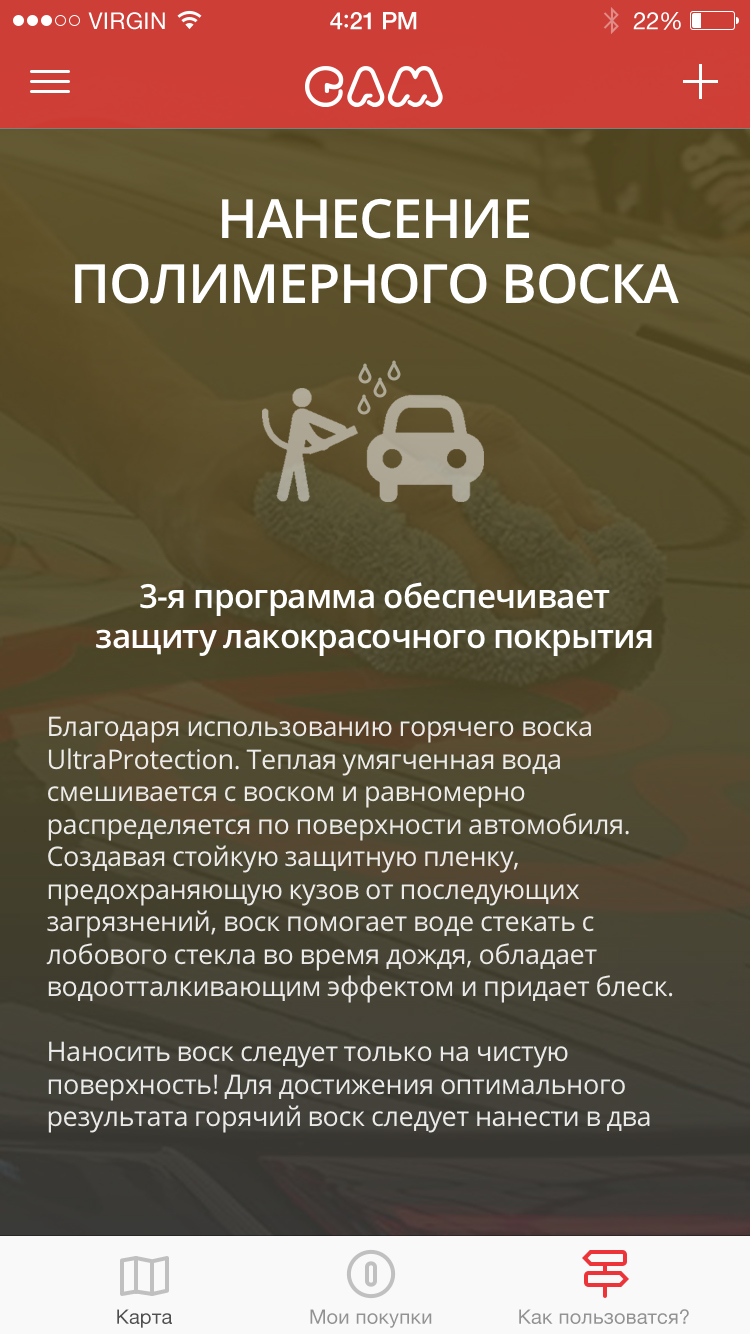 VIRGIN 4:21 PM 22%
САМ
НАНЕСЕНИЕ
ПОЛИМЕРНОГО ВОСКА
3-я программа обеспечивает
защиту лакокрасочного покрытия
Благодаря использованию горячего воска
UltraProtection. Теплая умягченная вода
смешивается с воском и равномерно
распределяется по поверхности автомобиля.
Создавая стойкую защитную пленку,
предохраняющую кузов от последующих
загрязнений, воск помогает воде стекать с
лобового стекла во время дождя, обладает
водоотталкивающим эффектом и придает блеск.
Наносить воск следует только на чистую
поверхность! Для достижения оптимального
результата горячий воск следует нанести в два
Карта Мои покупки Как пользоватся?